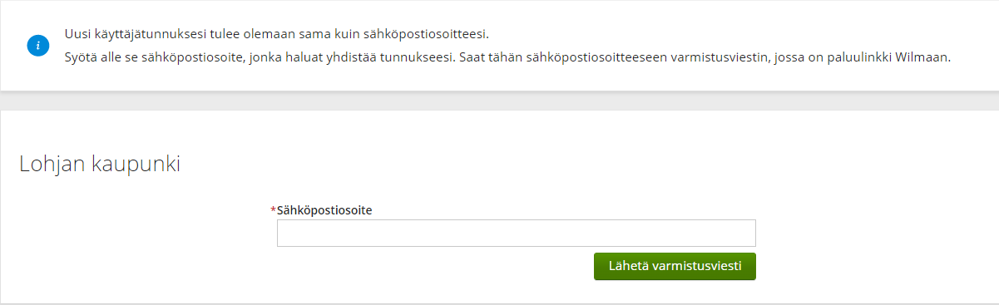 Uusi käyttäjätunnuksesi tulee olemaan sama kuin sähköpostiosoitteesi.
Syötä alle se sähköpostiosoite, jonka haluat yhdistää tunnukseesi. Saat tähän sähköpostiosoitteeseen varmistusviestin, jossa on paluulinkki Wilmaan.
Lohjan kaupunki
*Sähköpostiosoite
Lähetä varmistusviesti